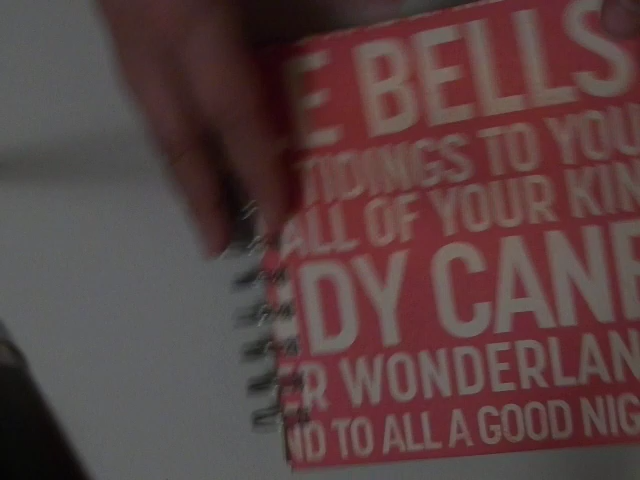 E BELLS
TIDINGS TO YOU
ALL OF YOUR KIN
DY CANE
ER WONDERLAN
ND TO ALL A GOOD NIG